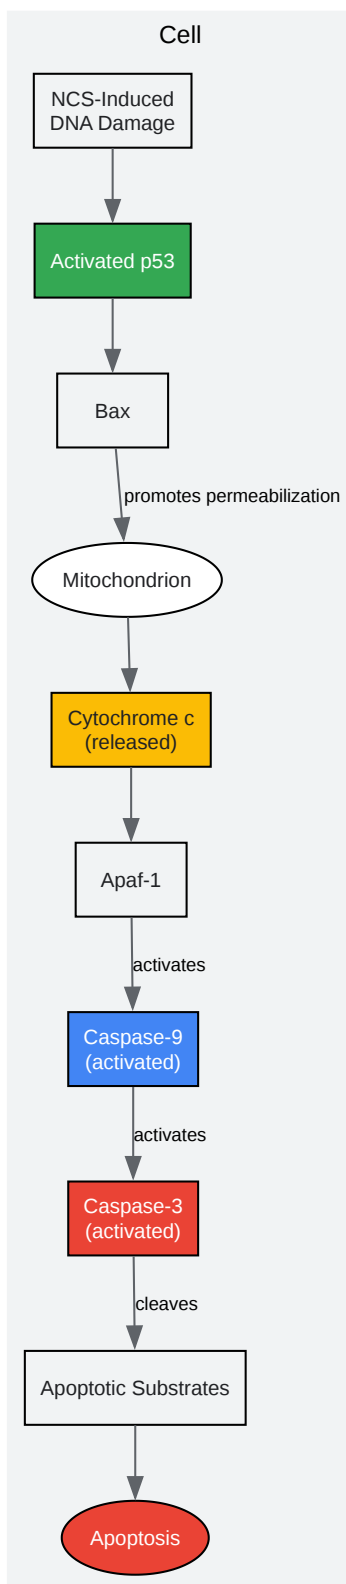 Cell
NCS-Induced
DNA Damage
Activated p53
Bax
promotes permeabilization
Mitochondrion
Cytochrome c
(released)
Apaf-1
activates
Caspase-9
(activated)
activates
Caspase-3
(activated)
cleaves
Apoptotic Substrates
Apoptosis